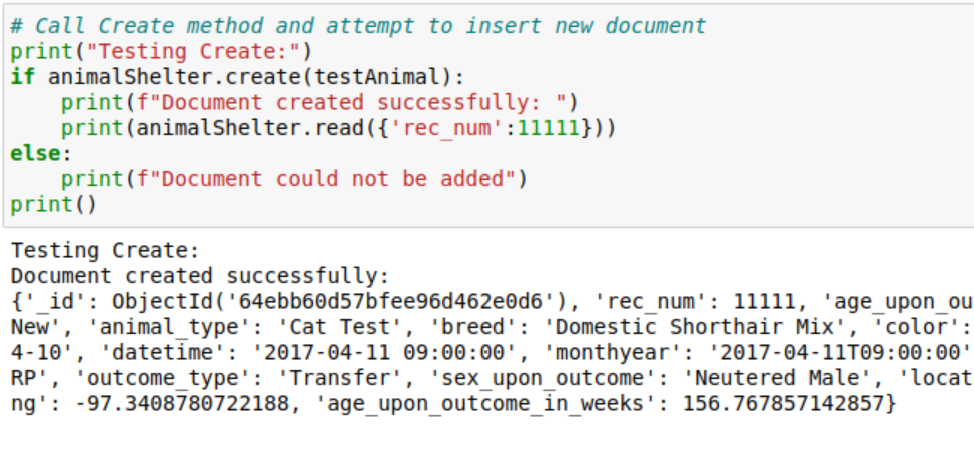 # Call Create method and attempt to insert new document
print("Testing Create:")
if animalShelter.create(testAnimal):
    print(f"Document created successfully: ")
    print(animalShelter.read({'rec_num':11111}))
else:
    print(f"Document could not be added")
print()
Testing Create:
Document created successfully:
{'_id': ObjectId('64ebb60d57bfee96d462e0d6'), 'rec_num': 11111, 'age_upon_ou
New', 'animal_type': 'Cat Test', 'breed': 'Domestic Shorthair Mix', 'color':
4-10', 'datetime': '2017-04-11 09:00:00', 'monthyear': '2017-04-11T09:00:00'
RP', 'outcome_type': 'Transfer', 'sex_upon_outcome': 'Neutered Male', 'locat
ng': -97.3408780722188, 'age_upon_outcome_in_weeks': 156.767857142857}